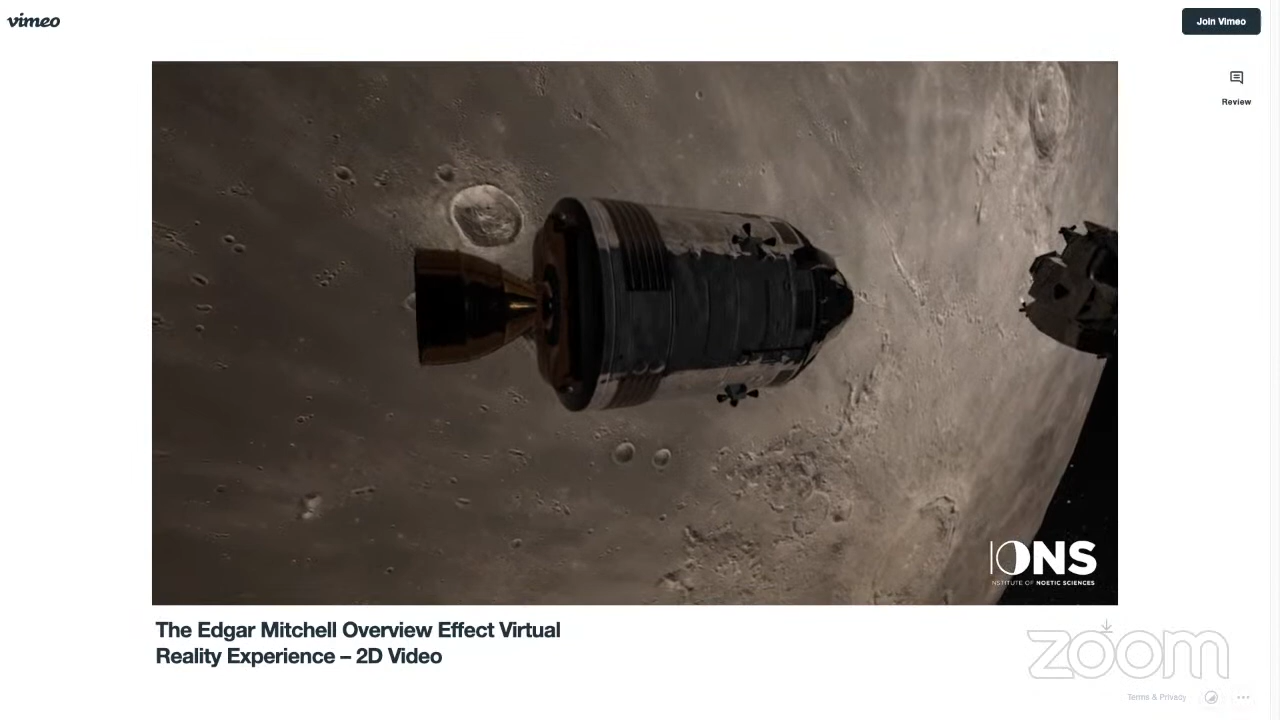 vimeo
Join Vimeo
Review
IONS
INSTITUTE OF NOETIC SCIENCES
The Edgar Mitchell Overview Effect Virtual
Reality Experience – 2D Video
zoom
Terms & Privacy